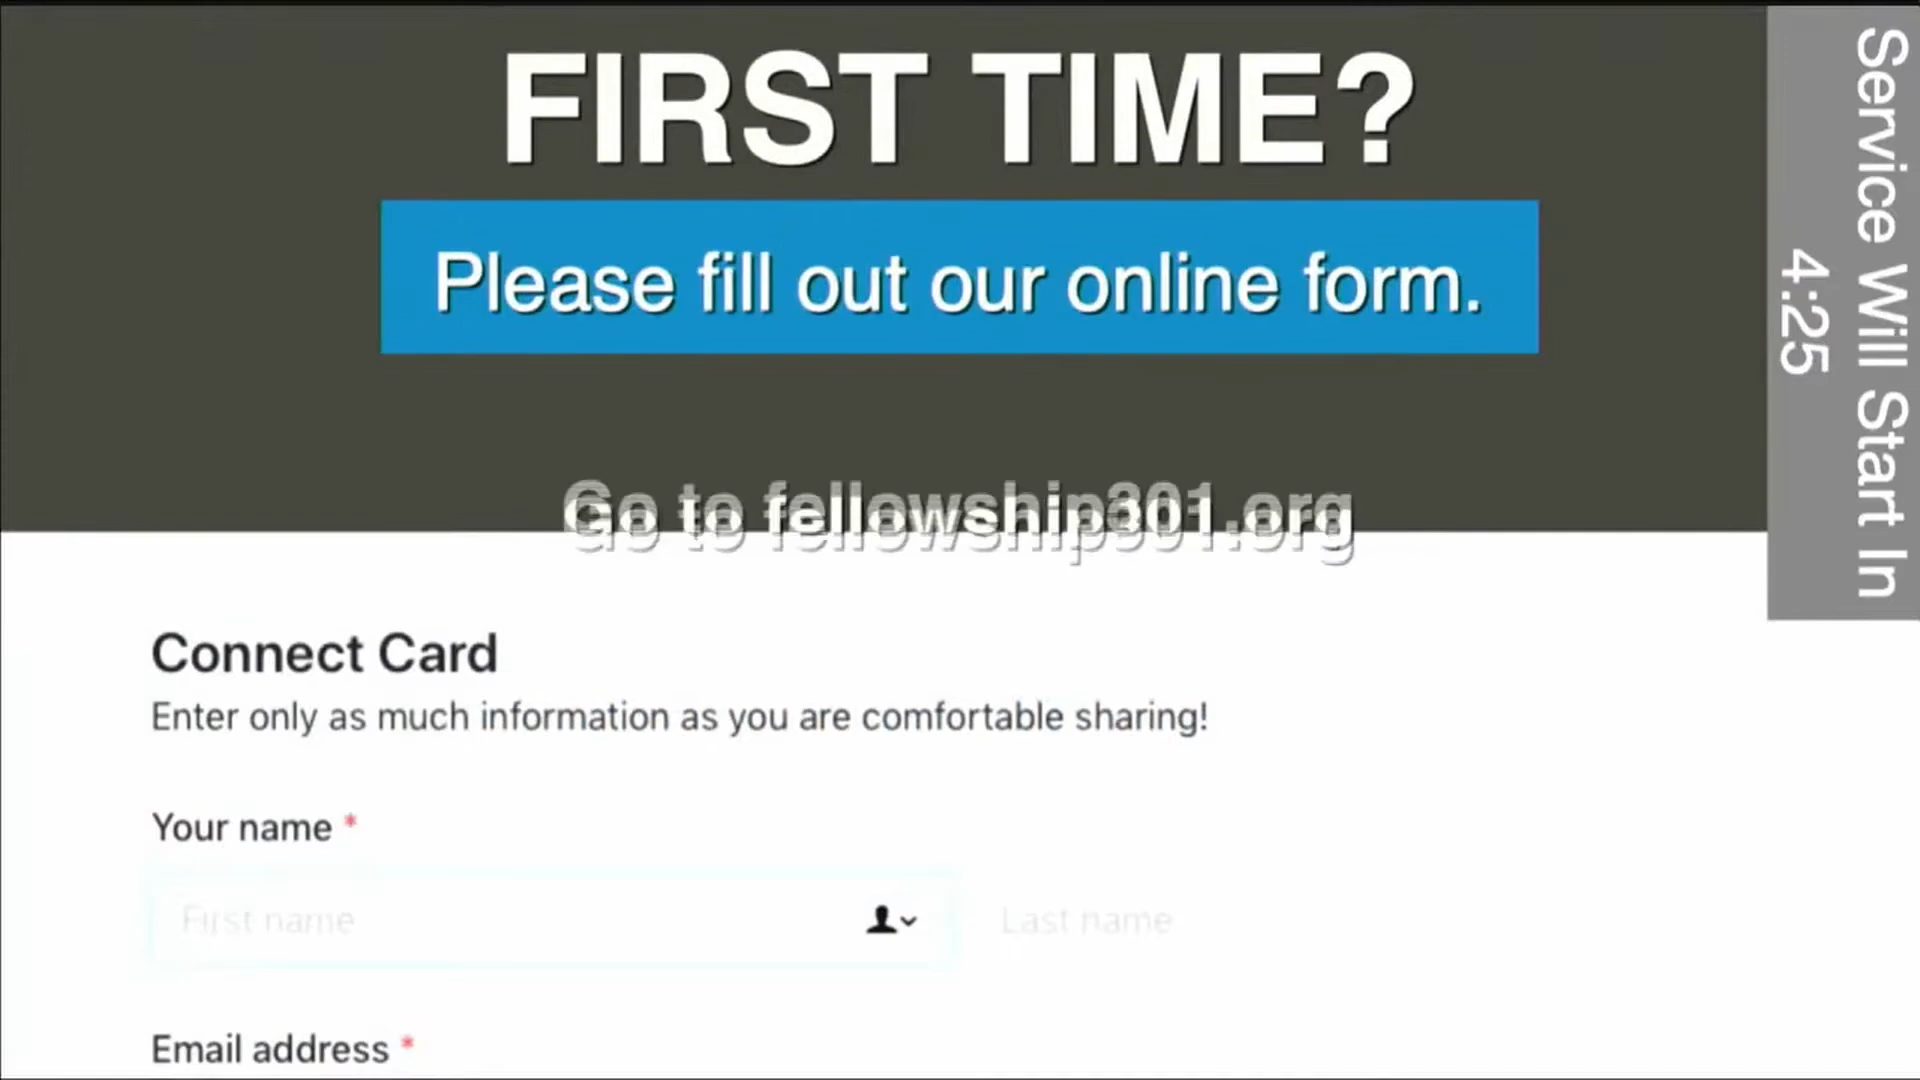 FIRST TIME?
Please fill out our online form.
Go to fellowship301.org
Service Will Start In
4:25
Connect Card
Enter only as much information as you are comfortable sharing!
Your name *
First name
Last name
Email address *